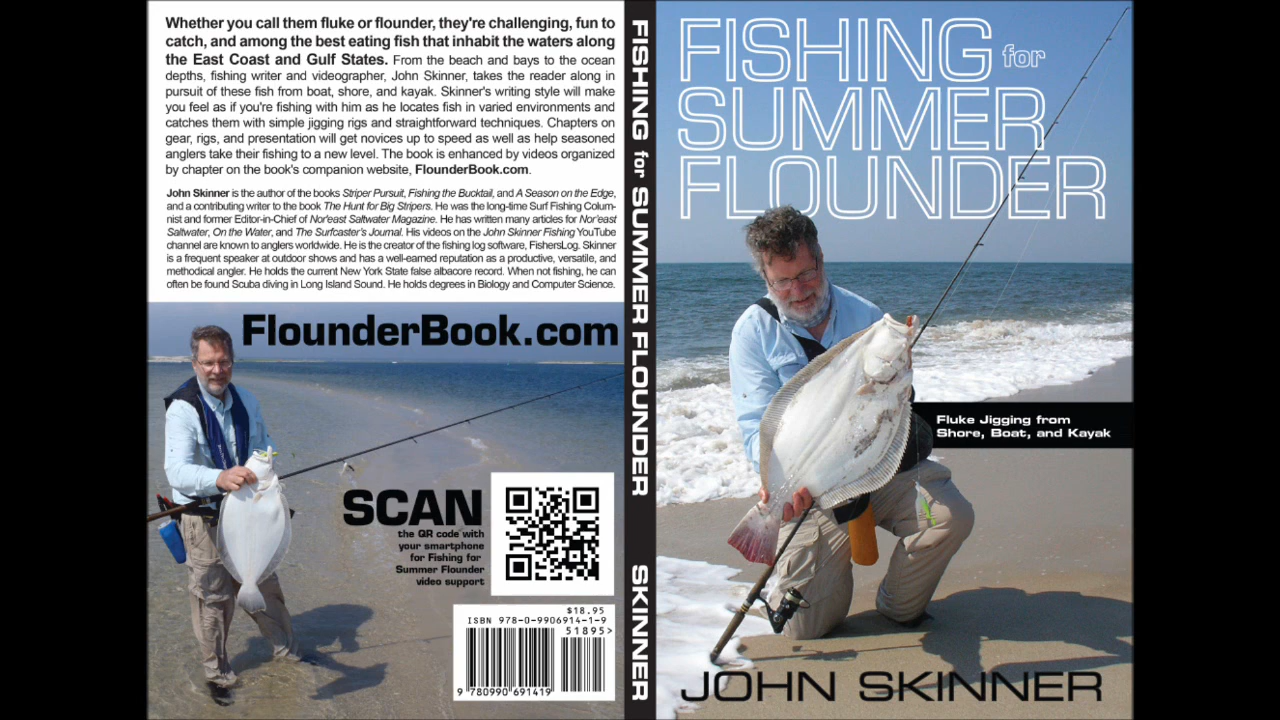 Whether you call them fluke or flounder, they're challenging, fun to
catch, and among the best eating fish that inhabit the waters along
the East Coast and Gulf States. From the beach and bays to the ocean
depths, fishing writer and videographer, John Skinner, takes the reader along in
pursuit of these fish from boat, shore, and kayak. Skinner's writing style will make
you feel as if you're fishing with him as he locates fish in varied environments and
catches them with simple jigging rigs and straightforward techniques. Chapters on
gear, rigs, and presentation will get novices up to speed as well as help seasoned
anglers take their fishing to a new level. The book is enhanced by videos organized
by chapter on the book's companion website, FlounderBook.com.
John Skinner is the author of the books Striper Pursuit, Fishing the Bucktail, and A Season on the Edge,
and a contributing writer to the book The Hunt for Big Stripers. He was the long-time Surf Fishing Colum-
nist and former Editor-in-Chief of Nor'east Saltwater Magazine. He has written many articles for Nor'east
Saltwater, On the Water, and The Surfcaster's Journal. His videos on the John Skinner Fishing YouTube
channel are known to anglers worldwide. He is the creator of the fishing log software, FishersLog. Skinner
is a frequent speaker at outdoor shows and has a well-earned reputation as a productive, versatile, and
methodical angler. He holds the current New York State false albacore record. When not fishing, he can
often be found Scuba diving in Long Island Sound. He holds degrees in Biology and Computer Science.
FlounderBook.com
SCAN
the QR code with
your smartphone
for Fishing for
Summer Flounder
video support
$18.95
ISBN 978-0-9906914-1-9
51895>
9 780990 691419
FISHING for SUMMER FLOUNDER SKINNER
FISHING for
SUMMER
FLOUNDER
Fluke Jigging from
Shore, Boat, and Kayak
JOHN SKINNER